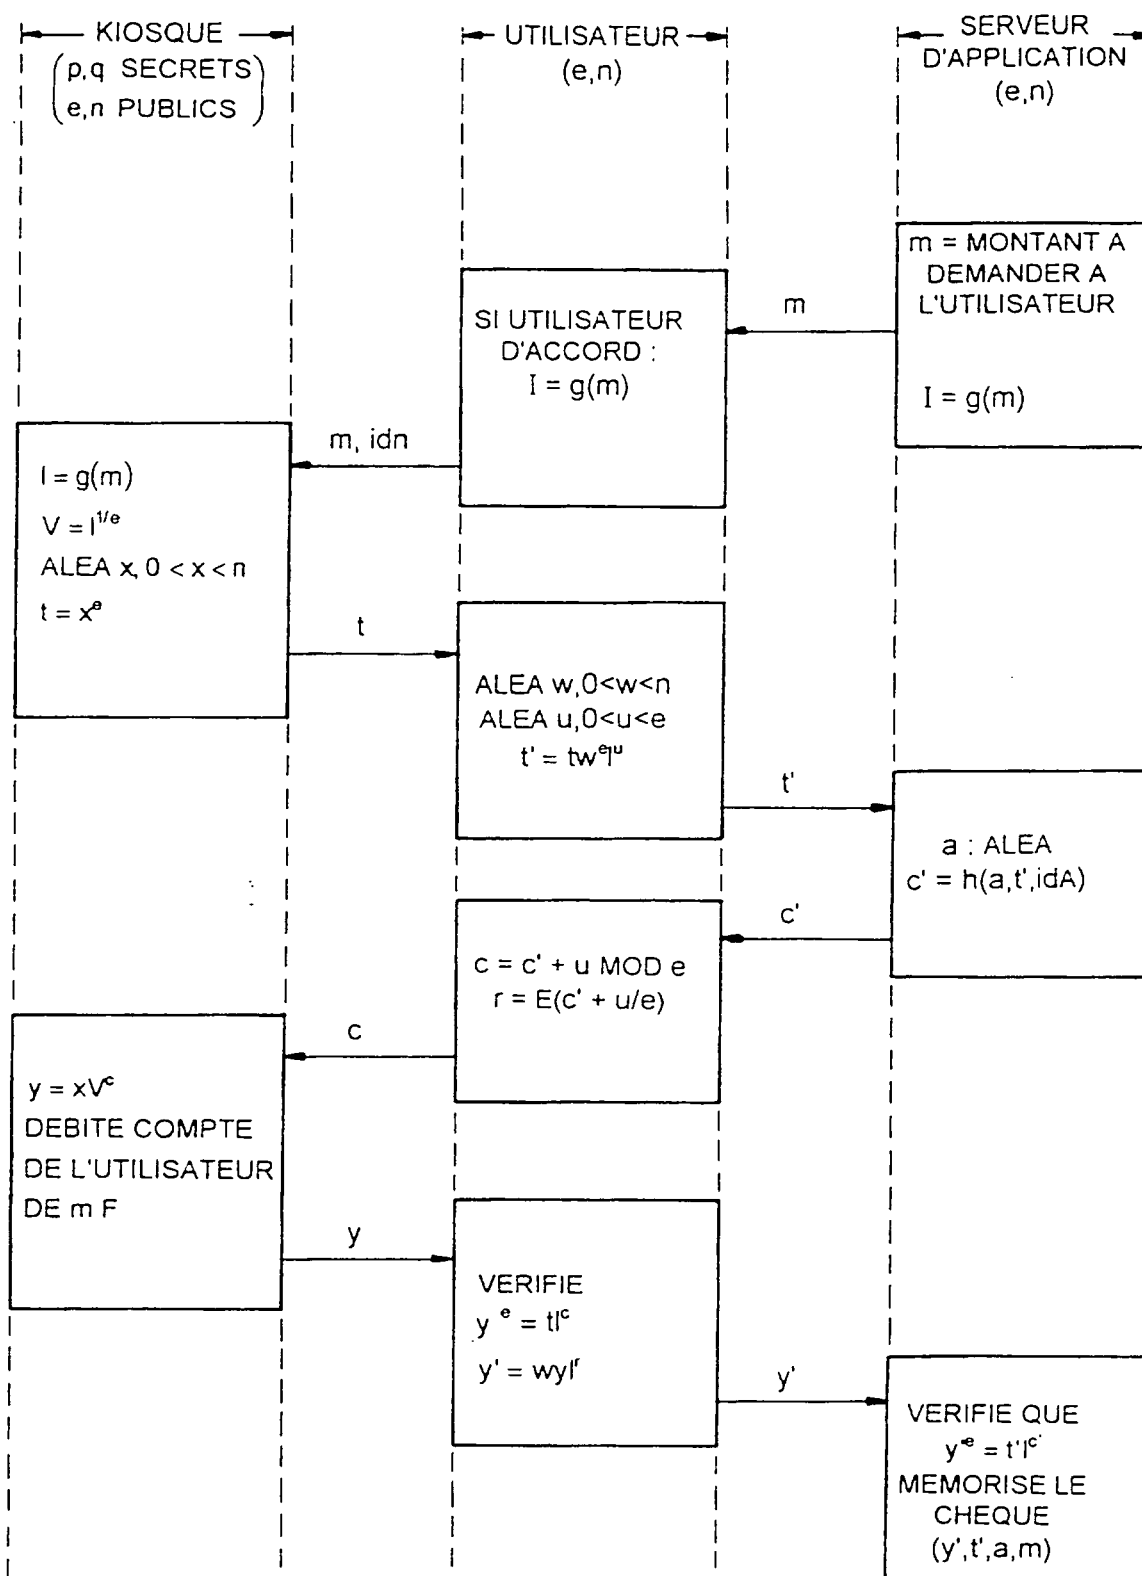 KIOSQUE
(p,q SECRETS
e,n PUBLICS)
UTILISATEUR
(e,n)
SERVEUR
D'APPLICATION
(e,n)
m = MONTANT A
DEMANDER A
L'UTILISATEUR
I = g(m)
m
SI UTILISATEUR
D'ACCORD :
I = g(m)
m, idn
I = g(m)
V = I^{1/e}
ALEA x, 0 < x < n
t = x^e
t
ALEA w,0<w<n
ALEA u,0<u<e
t' = tw^eI^u
t'
a : ALEA
c' = h(a,t',idA)
c'
c = c' + u MOD e
r = E(c' + u/e)
c
y = xV^c
DEBITE COMPTE
DE L'UTILISATEUR
DE m F
y
VERIFIE
y^e = tI^c
y' = wyI^r
y'
VERIFIE QUE
y'^e = t'I^{c'}
MEMORISE LE
CHEQUE
(y',t',a,m)